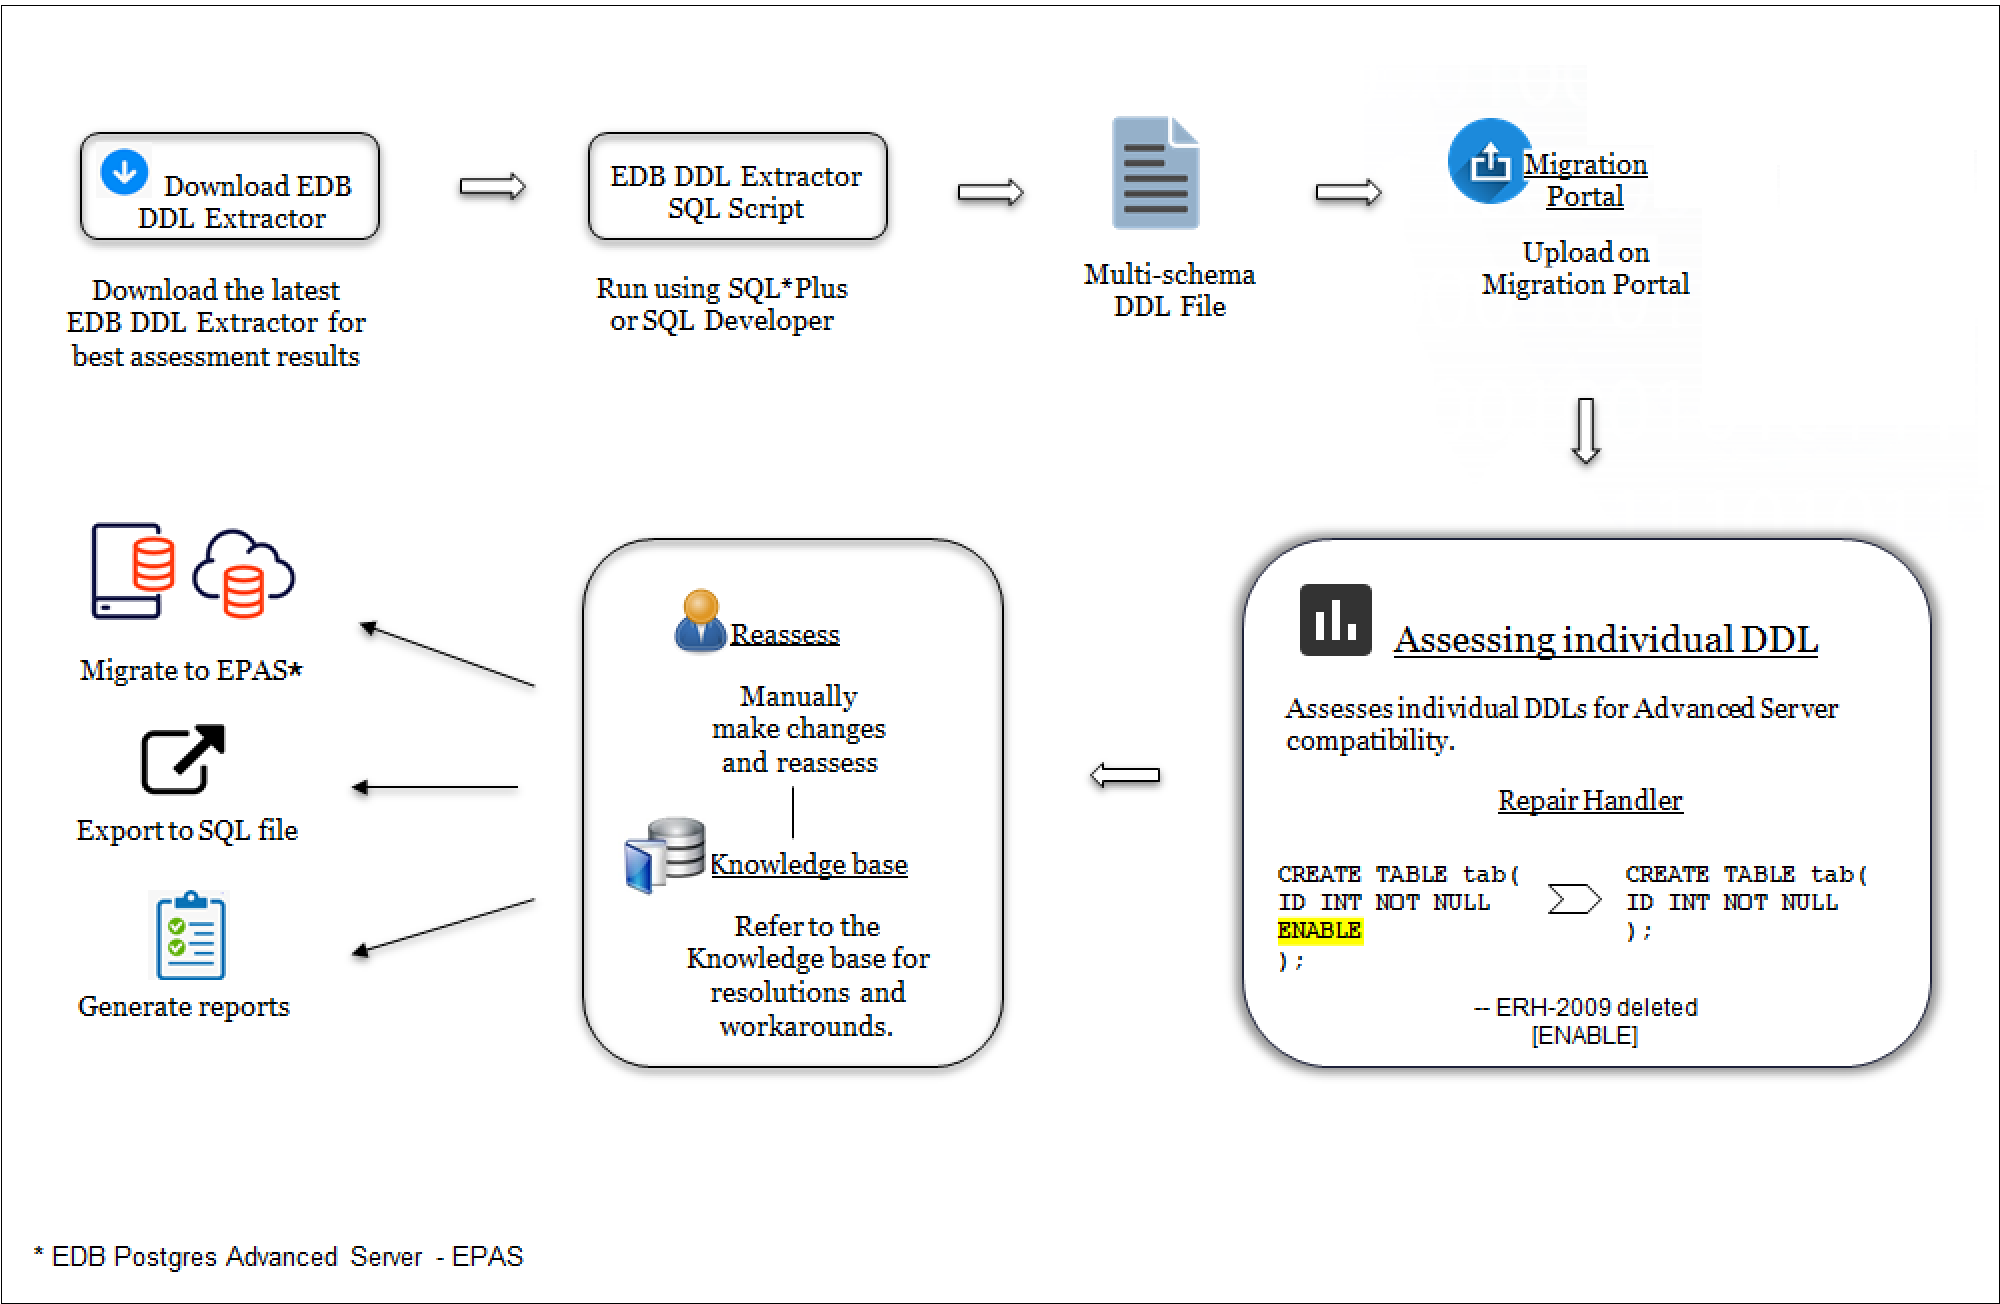 Download EDB
DDL Extractor
Download the latest
EDB DDL Extractor for
best assessment results
EDB DDL Extractor
SQL Script
Run using SQL*Plus
or SQL Developer
Multi-schema
DDL File
Migration
Portal
Upload on
Migration Portal
Assessing individual DDL
Assesses individual DDLs for Advanced Server
compatibility.
Repair Handler
CREATE TABLE tab(
ID INT NOT NULL
ENABLE
);
CREATE TABLE tab(
ID INT NOT NULL
);
-- ERH-2009 deleted
[ENABLE]
Reassess
Manually
make changes
and reassess
Knowledge base
Refer to the
Knowledge base for
resolutions and
workarounds.
Migrate to EPAS*
Export to SQL file
Generate reports
* EDB Postgres Advanced Server - EPAS